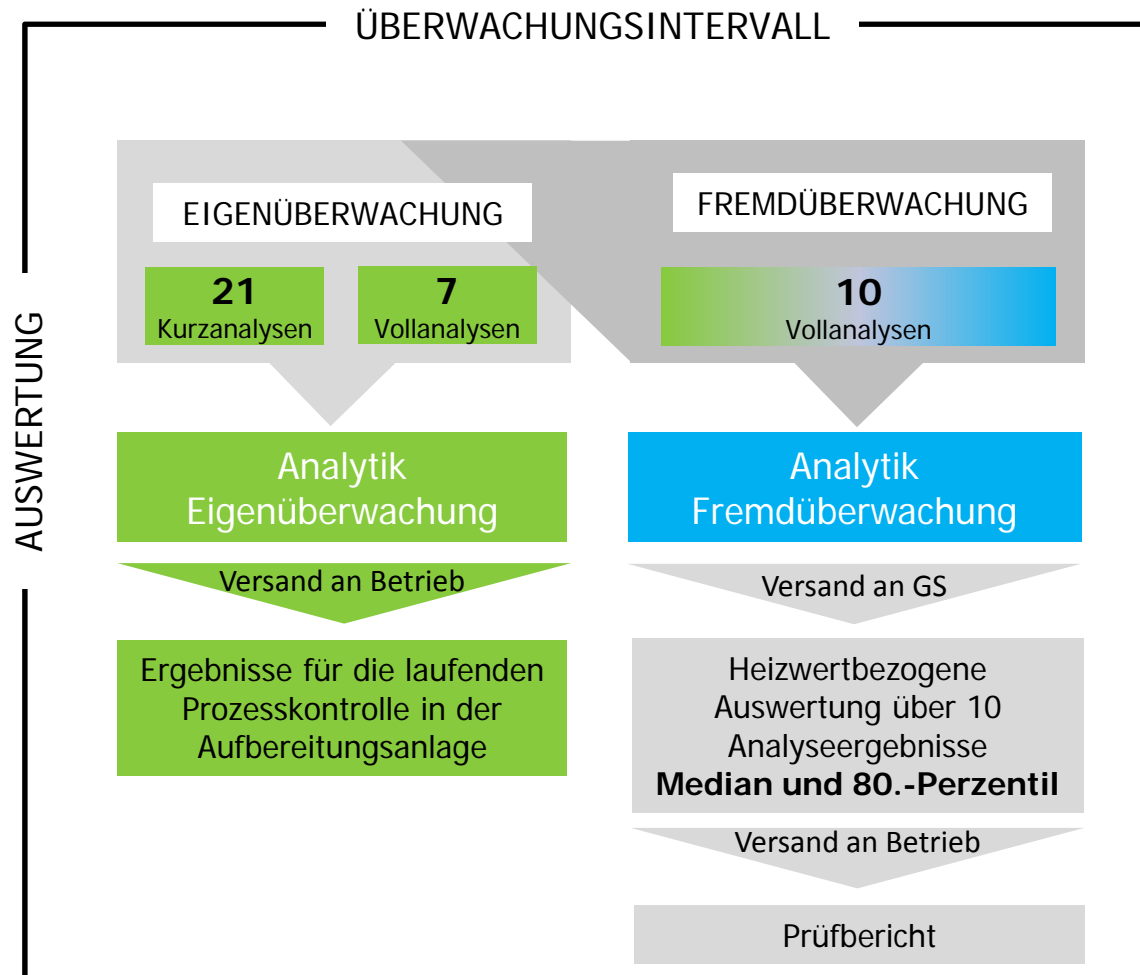 ÜBERWACHUNGSINTERVALL
AUSWERTUNG
EIGENÜBERWACHUNG
21
Kurzanalysen
7
Vollanalysen
FREMDÜBERWACHUNG
10
Vollanalysen
Analytik
Eigenüberwachung
Versand an Betrieb
Ergebnisse für die laufenden
Prozesskontrolle in der
Aufbereitungsanlage
Analytik
Fremdüberwachung
Versand an GS
Heizwertbezogene
Auswertung über 10
Analyseergebnisse
Median und 80.-Perzentil
Versand an Betrieb
Prüfbericht